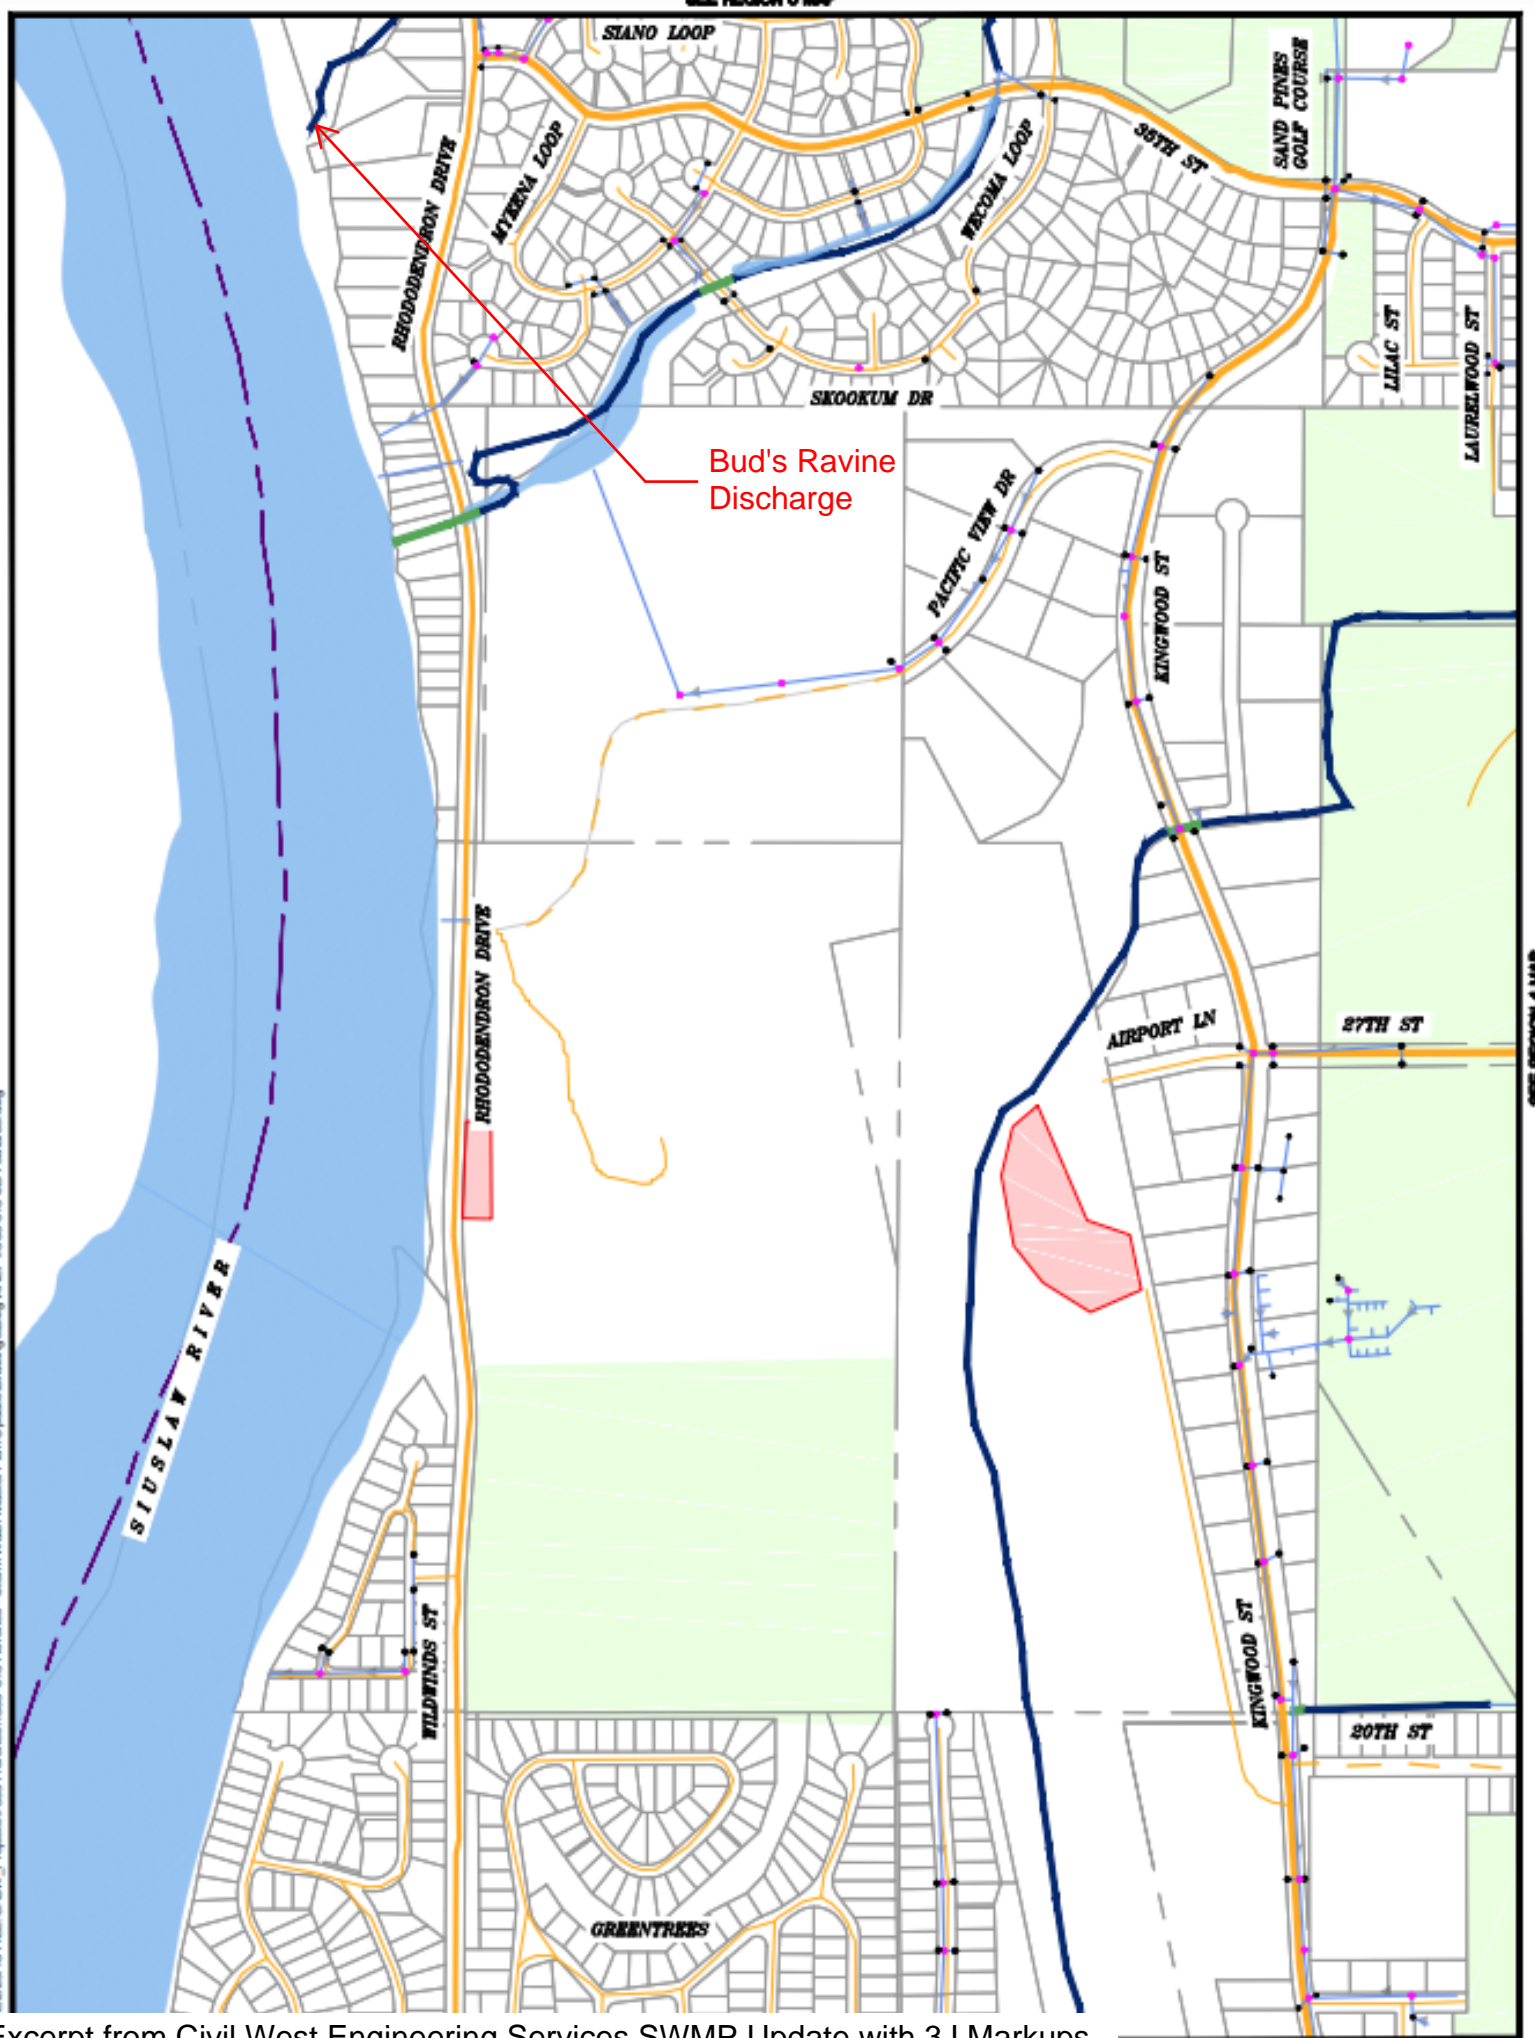 SIANO LOOP
SAND PINES
GOLF COURSE
35TH ST
MYKENA LOOP
WECOMA LOOP
RHODODENDRON DRIVE
LILAC ST
LAURELWOOD ST
SKOOKUM DR
Bud's Ravine
Discharge
PACIFIC VIEW DR
KINGWOOD ST
RHODODENDRON DRIVE
AIRPORT LN
27TH ST
SIUSLAW RIVER
WILDWINDS ST
KINGWOOD ST
20TH ST
GREENTREES
Excerpt from Civil West Engineering Services SWMP Update with 3J Markups